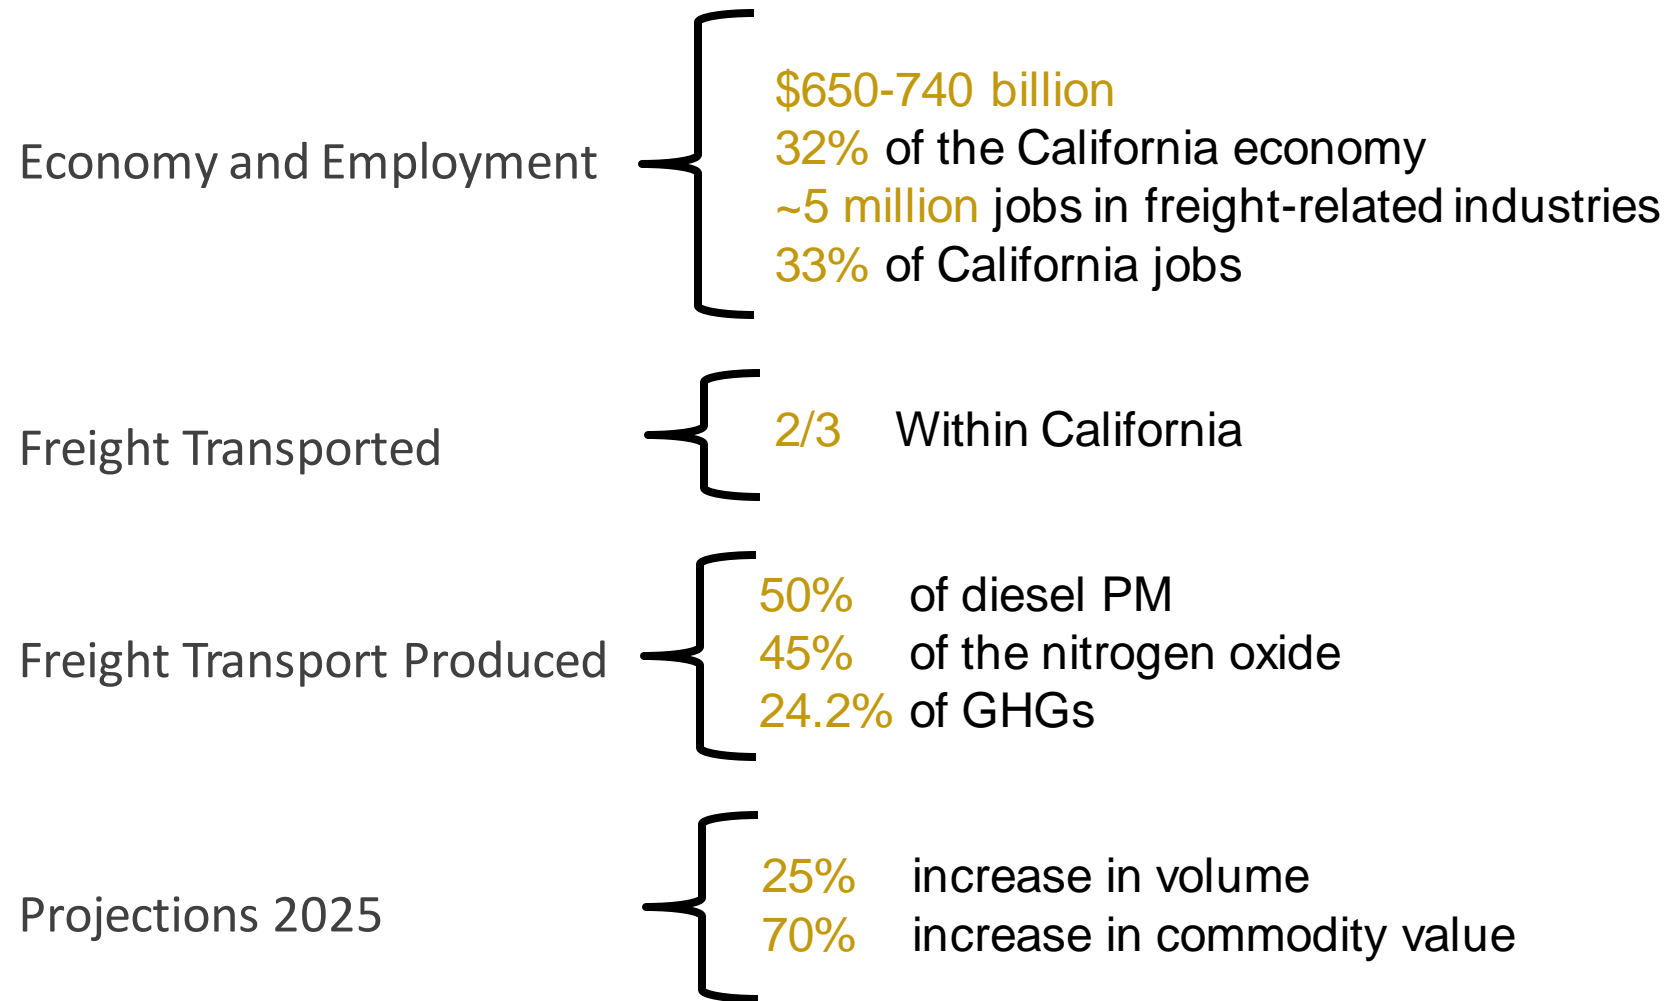 Economy and Employment
$650-740 billion
32% of the California economy
~5 million jobs in freight-related industries
33% of California jobs
Freight Transported
2/3 Within California
Freight Transport Produced
50% of diesel PM
45% of the nitrogen oxide
24.2% of GHGs
Projections 2025
25% increase in volume
70% increase in commodity value